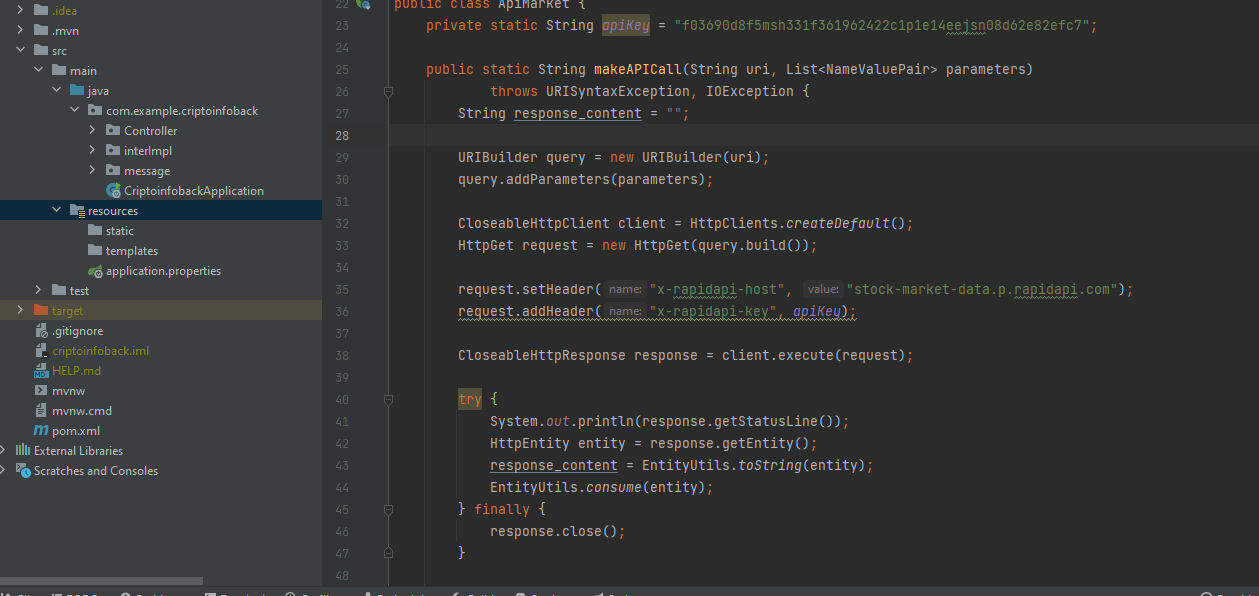 .idea
.mvn
src
main
java
com.example.criptoinfoback
Controller
interImpl
message
CriptoinfobackApplication
resources
static
templates
application.properties
test
target
.gitignore
criptoinfoback.iml
HELP.md
mvnw
mvnw.cmd
pom.xml
External Libraries
Scratches and Consoles
22 public class ApiMarket {
23 private static String apiKey = "f03690d8f5msh331f361962422c1p1e14eejsn08d62e82efc7";
24
25 public static String makeAPICall(String uri, List<NameValuePair> parameters)
26 throws URISyntaxException, IOException {
27 String response_content = "";
28
29 URIBuilder query = new URIBuilder(uri);
30 query.addParameters(parameters);
31
32 CloseableHttpClient client = HttpClients.createDefault();
33 HttpGet request = new HttpGet(query.build());
34
35 request.setHeader( name: "x-rapidapi-host", value: "stock-market-data.p.rapidapi.com");
36 request.addHeader( name: "x-rapidapi-key", apiKey);
37
38 CloseableHttpResponse response = client.execute(request);
39
40 try {
41 System.out.println(response.getStatusLine());
42 HttpEntity entity = response.getEntity();
43 response_content = EntityUtils.toString(entity);
44 EntityUtils.consume(entity);
45 } finally {
46 response.close();
47 }
48